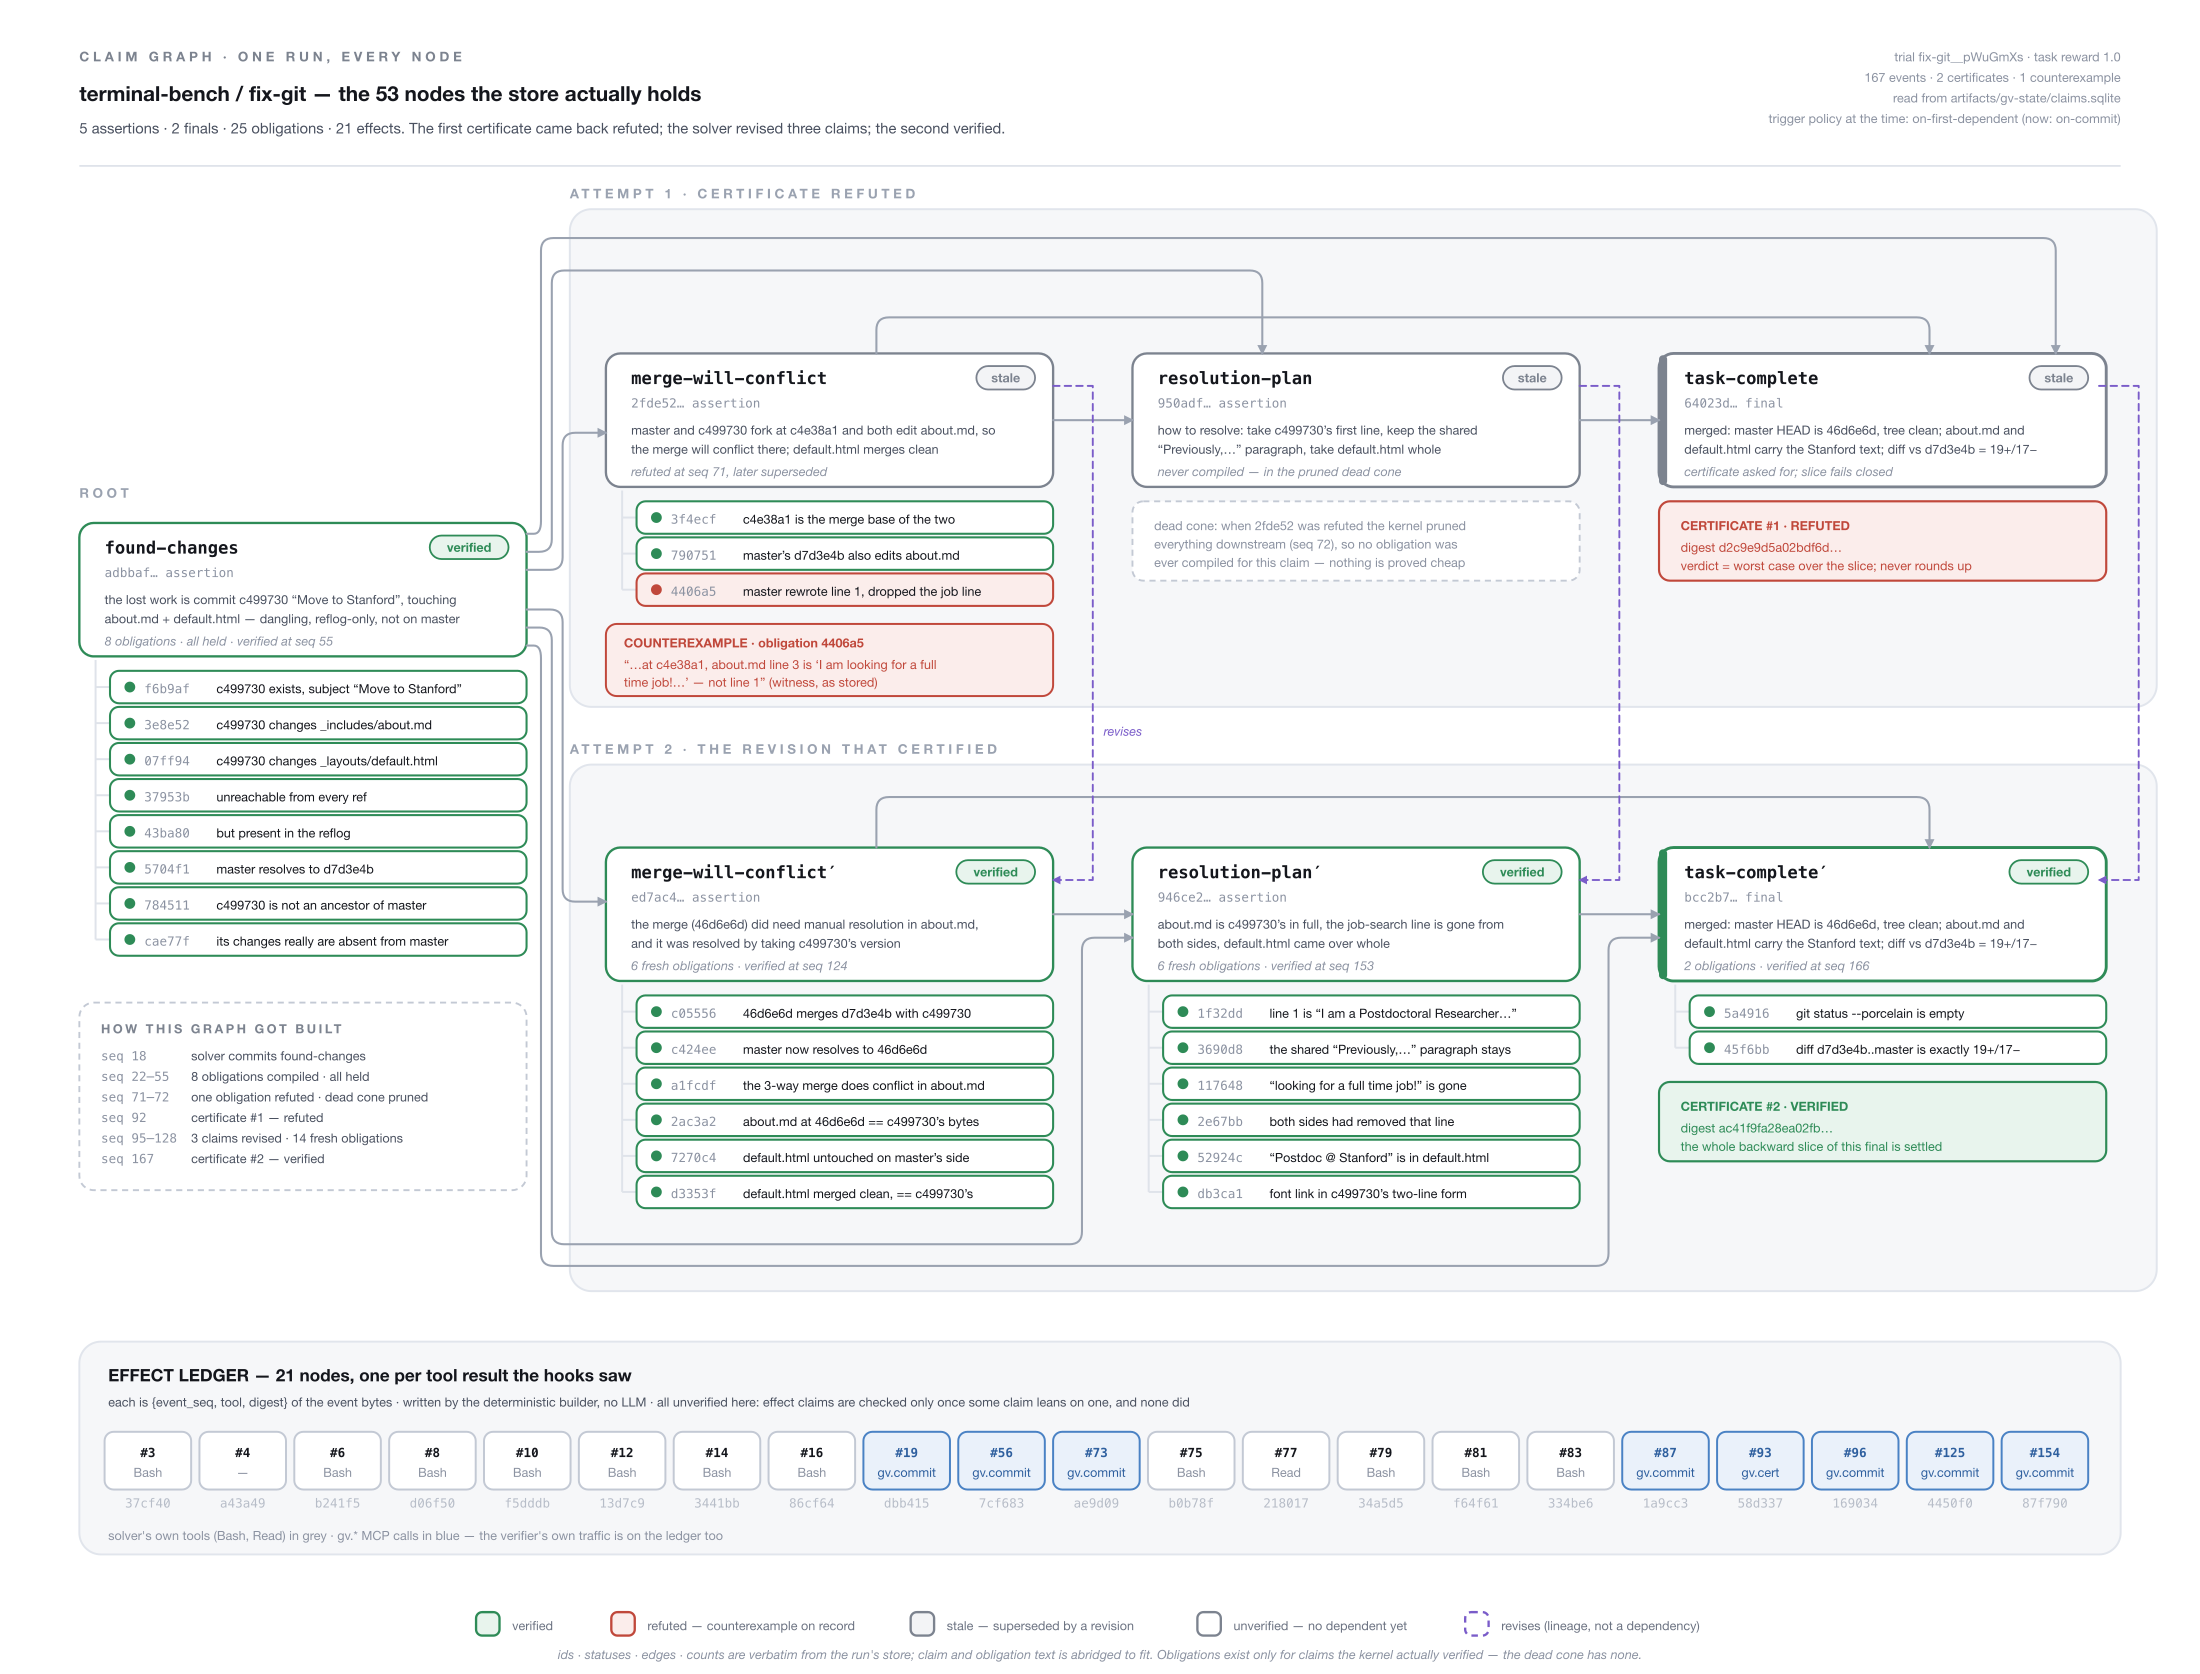 CLAIM GRAPH · ONE RUN, EVERY NODE
terminal-bench / fix-git — the 53 nodes the store actually holds
5 assertions · 2 finals · 25 obligations · 21 effects. The first certificate came back refuted; the solver revised three claims; the second verified.
trial fix-git__pWuGmXs · task reward 1.0
167 events · 2 certificates · 1 counterexample
read from artifacts/gv-state/claims.sqlite
trigger policy at the time: on-first-dependent (now: on-commit)
ATTEMPT 1 · CERTIFICATE REFUTED
merge-will-conflict
stale
2fde52… assertion
master and c499730 fork at c4e38a1 and both edit about.md, so
the merge will conflict there; default.html merges clean
refuted at seq 71, later superseded
3f4ecf c4e38a1 is the merge base of the two
790751 master’s d7d3e4b also edits about.md
4406a5 master rewrote line 1, dropped the job line
COUNTEREXAMPLE · obligation 4406a5
“…at c4e38a1, about.md line 3 is ‘I am looking for a full
time job!…’ — not line 1” (witness, as stored)
resolution-plan
stale
950adf… assertion
how to resolve: take c499730’s first line, keep the shared
“Previously,…” paragraph, take default.html whole
never compiled — in the pruned dead cone
dead cone: when 2fde52 was refuted the kernel pruned
everything downstream (seq 72), so no obligation was
ever compiled for this claim — nothing is proved cheap
task-complete
stale
64023d… final
merged: master HEAD is 46d6e6d, tree clean; about.md and
default.html carry the Stanford text; diff vs d7d3e4b = 19+/17−
certificate asked for; slice fails closed
CERTIFICATE #1 · REFUTED
digest d2c9e9d5a02bdf6d…
verdict = worst case over the slice; never rounds up
ROOT
found-changes
verified
adbbaf… assertion
the lost work is commit c499730 “Move to Stanford”, touching
about.md + default.html — dangling, reflog-only, not on master
8 obligations · all held · verified at seq 55
f6b9af c499730 exists, subject “Move to Stanford”
3e8e52 c499730 changes _includes/about.md
07ff94 c499730 changes _layouts/default.html
37953b unreachable from every ref
43ba80 but present in the reflog
5704f1 master resolves to d7d3e4b
784511 c499730 is not an ancestor of master
cae77f its changes really are absent from master
HOW THIS GRAPH GOT BUILT
seq 18 solver commits found-changes
seq 22–55 8 obligations compiled · all held
seq 71–72 one obligation refuted · dead cone pruned
seq 92 certificate #1 — refuted
seq 95–128 3 claims revised · 14 fresh obligations
seq 167 certificate #2 — verified
revises
ATTEMPT 2 · THE REVISION THAT CERTIFIED
merge-will-conflict′
verified
ed7ac4… assertion
the merge (46d6e6d) did need manual resolution in about.md,
and it was resolved by taking c499730’s version
6 fresh obligations · verified at seq 124
c05556 46d6e6d merges d7d3e4b with c499730
c424ee master now resolves to 46d6e6d
a1fcdf the 3-way merge does conflict in about.md
2ac3a2 about.md at 46d6e6d == c499730’s bytes
7270c4 default.html untouched on master’s side
d3353f default.html merged clean, == c499730’s
resolution-plan′
verified
946ce2… assertion
about.md is c499730’s in full, the job-search line is gone from
both sides, default.html came over whole
6 fresh obligations · verified at seq 153
1f32dd line 1 is “I am a Postdoctoral Researcher…”
3690d8 the shared “Previously,…” paragraph stays
117648 “looking for a full time job!” is gone
2e67bb both sides had removed that line
52924c “Postdoc @ Stanford” is in default.html
db3ca1 font link in c499730’s two-line form
task-complete′
verified
bcc2b7… final
merged: master HEAD is 46d6e6d, tree clean; about.md and
default.html carry the Stanford text; diff vs d7d3e4b = 19+/17−
2 obligations · verified at seq 166
5a4916 git status --porcelain is empty
45f6bb diff d7d3e4b..master is exactly 19+/17−
CERTIFICATE #2 · VERIFIED
digest ac41f9fa28ea02fb…
the whole backward slice of this final is settled
EFFECT LEDGER — 21 nodes, one per tool result the hooks saw
each is {event_seq, tool, digest} of the event bytes · written by the deterministic builder, no LLM · all unverified here: effect claims are checked only once some claim leans on one, and none did
#3 #4 #6 #8 #10 #12 #14 #16 #19 #56 #73 #75 #77 #79 #81 #83 #87 #93 #96 #125 #154
Bash — Bash Bash Bash Bash Bash Bash gv.commit gv.commit gv.commit Bash Read Bash Bash Bash gv.commit gv.cert gv.commit gv.commit gv.commit
37cf40 a43a49 b241f5 d06f50 f5dddb 13d7c9 3441bb 86cf64 dbb415 7cf683 ae9d09 b0b78f 218017 34a5d5 f64f61 334be6 1a9cc3 58d337 169034 4450f0 87f790
solver's own tools (Bash, Read) in grey · gv.* MCP calls in blue — the verifier's own traffic is on the ledger too
verified
refuted — counterexample on record
stale — superseded by a revision
unverified — no dependent yet
revises (lineage, not a dependency)
ids · statuses · edges · counts are verbatim from the run's store; claim and obligation text is abridged to fit. Obligations exist only for claims the kernel actually verified — the dead cone has none.